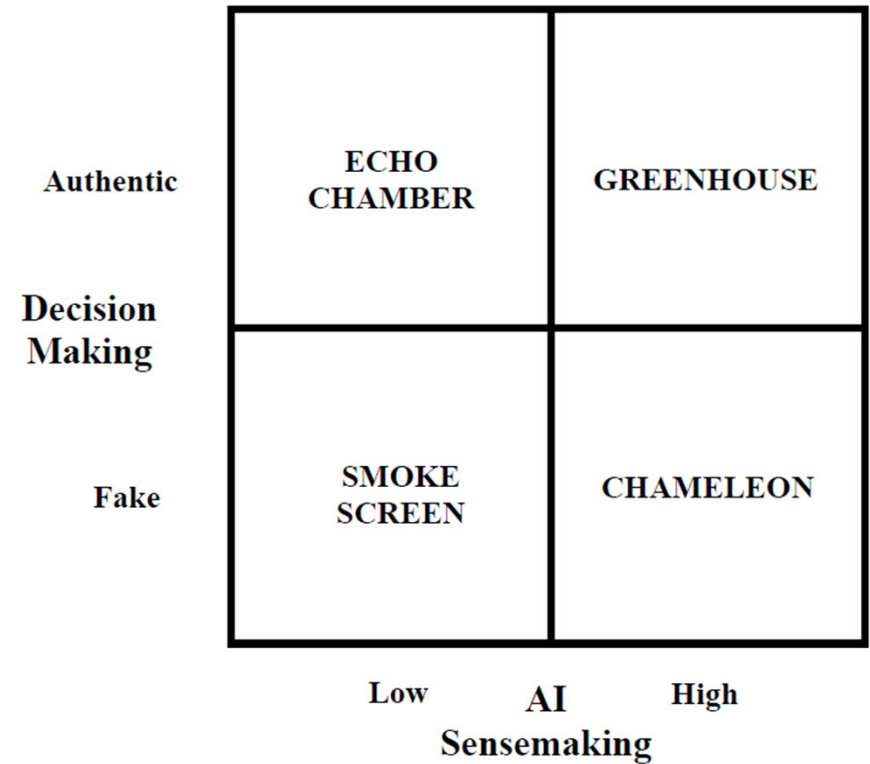 ECHO
CHAMBER
Authentic
GREENHOUSE
Decision
Making
SMOKE
SCREEN
Fake
CHAMELEON
Low
AI
High
Sensemaking